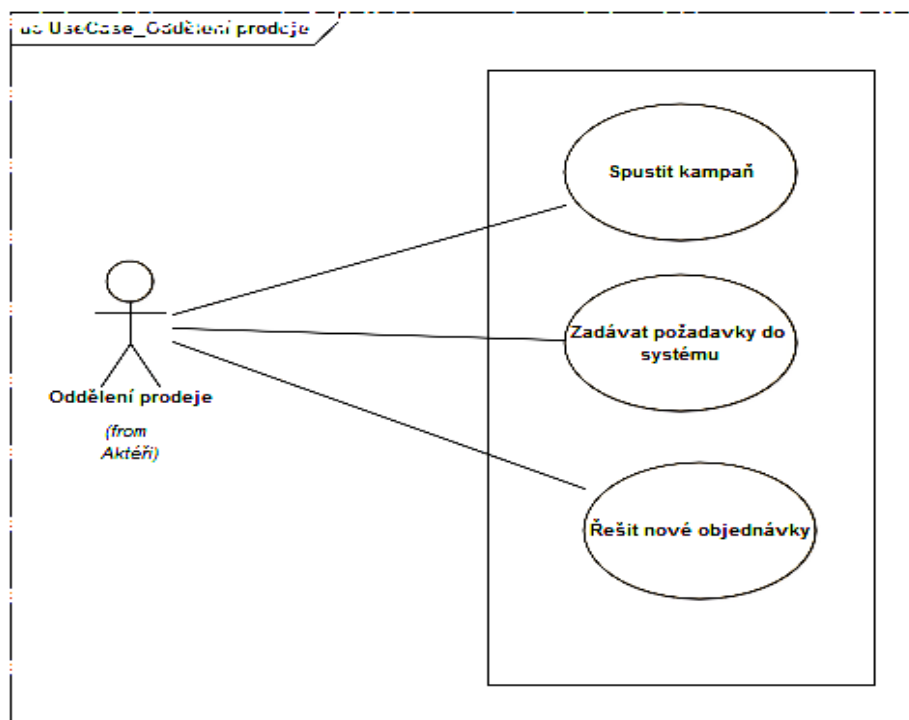 uc UseCase_Oddělení prodeje
Spustit kampaň
Zadávat požadavky do
systému
Oddělení prodeje
(from
Aktéři)
Řešit nové objednávky